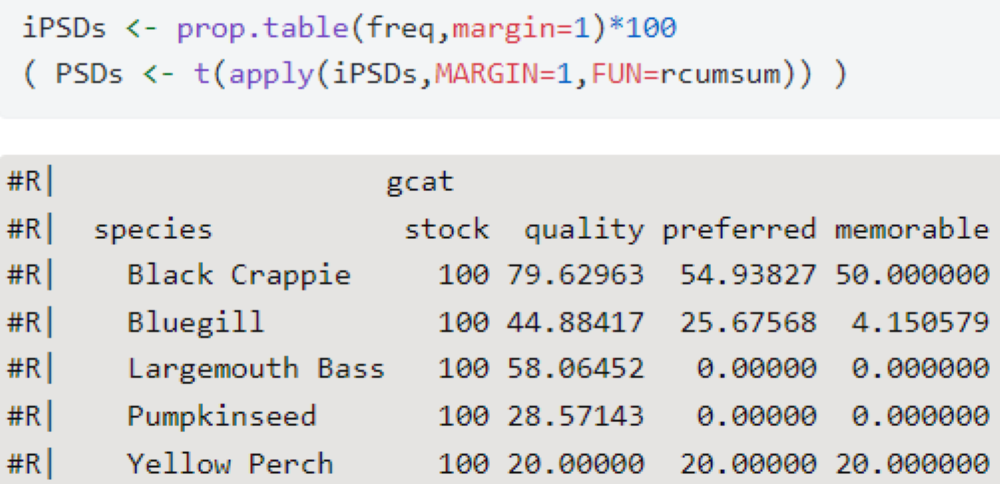 iPSDs <- prop.table(freq,margin=1)*100
( PSDs <- t(apply(iPSDs,MARGIN=1,FUN=rcumsum)) )
#R|                 gcat
#R|  species           stock  quality preferred memorable
#R|    Black Crappie     100 79.62963  54.93827 50.000000
#R|    Bluegill          100 44.88417  25.67568  4.150579
#R|    Largemouth Bass   100 58.06452   0.00000  0.000000
#R|    Pumpkinseed       100 28.57143   0.00000  0.000000
#R|    Yellow Perch      100 20.00000  20.00000 20.000000